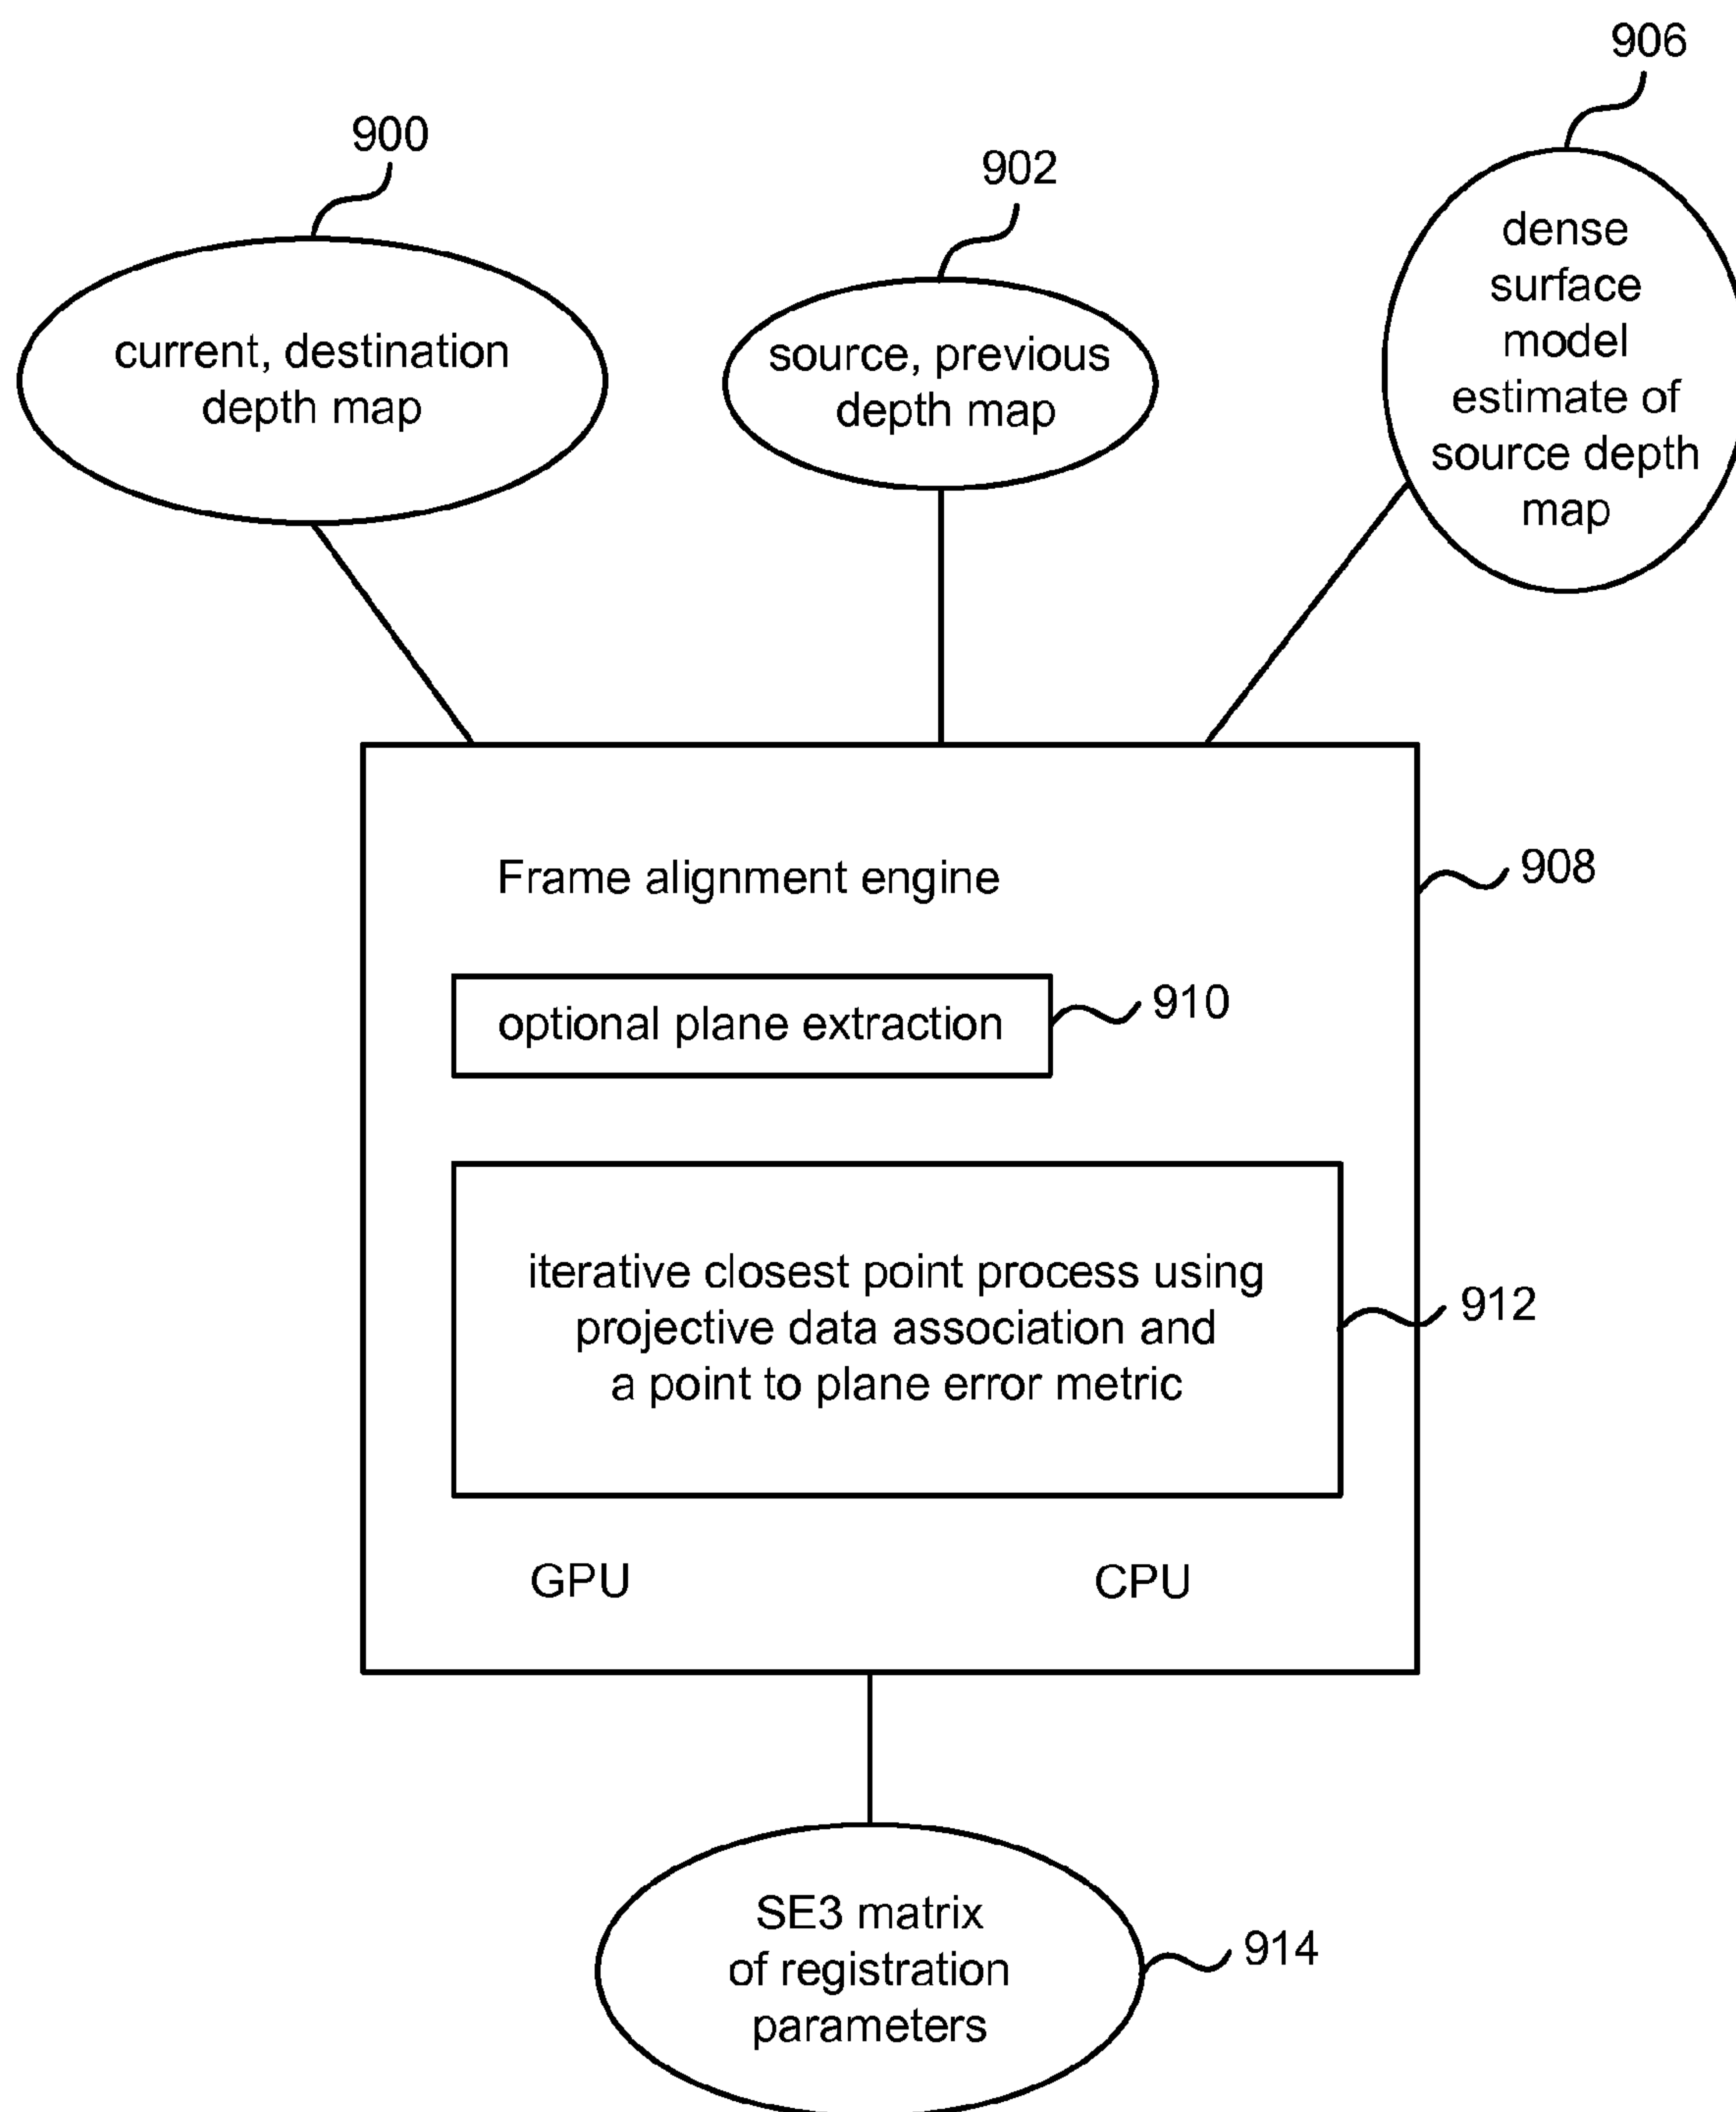 906
900
902
dense
surface
model
estimate of
source depth
map
current, destination
depth map
source, previous
depth map
Frame alignment engine
908
optional plane extraction
910
iterative closest point process using
projective data association and
a point to plane error metric
912
GPU
CPU
SE3 matrix
of registration
parameters
914